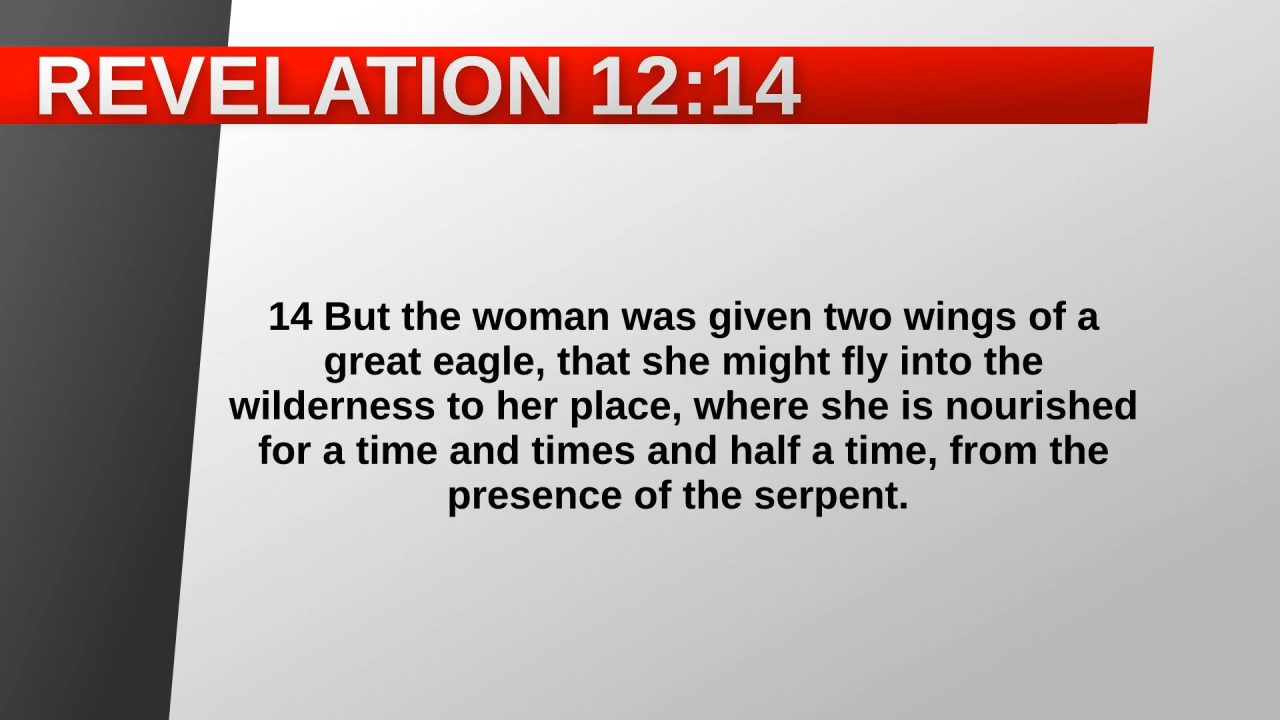 REVELATION 12:14
14 But the woman was given two wings of a
great eagle, that she might fly into the
wilderness to her place, where she is nourished
for a time and times and half a time, from the
presence of the serpent.